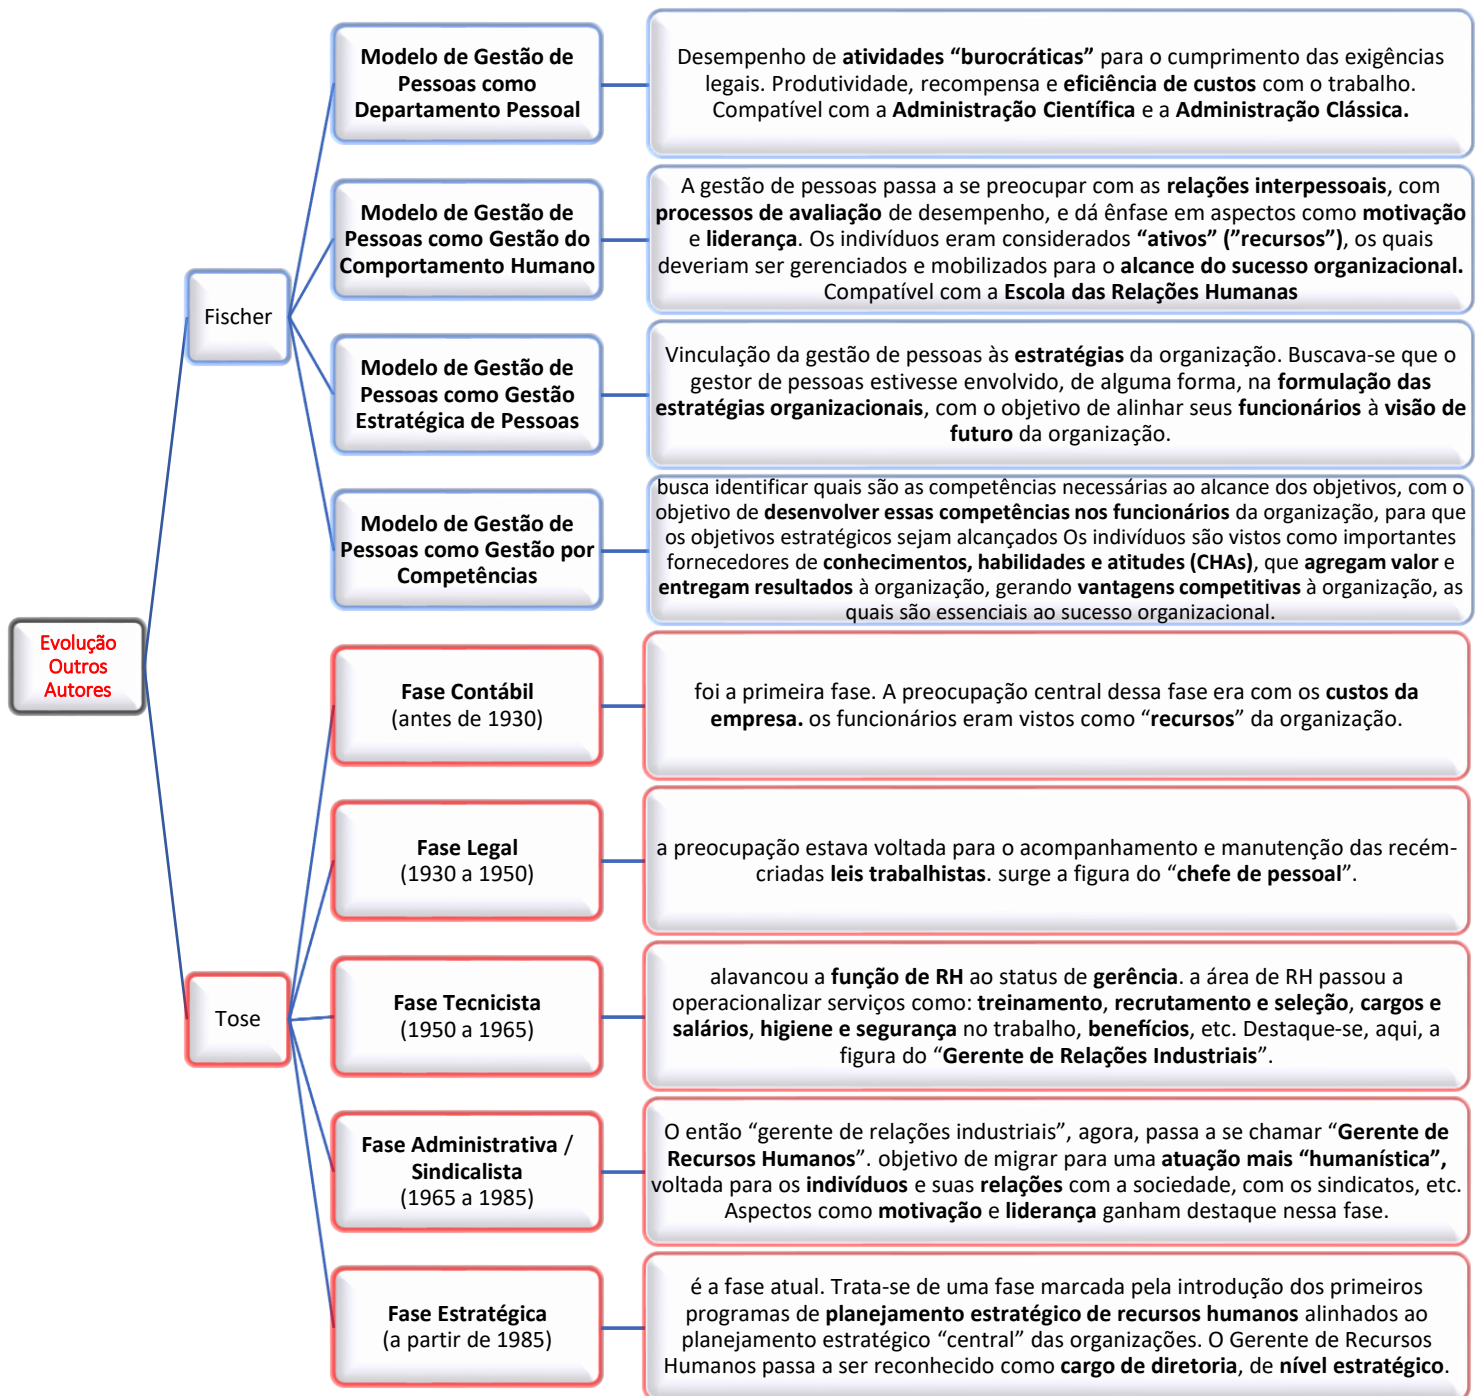 Evolução
Outros
Autores
Fischer
Modelo de Gestão de
Pessoas como
Departamento Pessoal
Desempenho de atividades “burocráticas” para o cumprimento das exigências
legais. Produtividade, recompensa e eficiência de custos com o trabalho.
Compatível com a Administração Científica e a Administração Clássica.
Modelo de Gestão de
Pessoas como Gestão do
Comportamento Humano
A gestão de pessoas passa a se preocupar com as relações interpessoais, com
processos de avaliação de desempenho, e dá ênfase em aspectos como motivação
e liderança. Os indivíduos eram considerados “ativos” (”recursos”), os quais
deveriam ser gerenciados e mobilizados para o alcance do sucesso organizacional.
Compatível com a Escola das Relações Humanas
Modelo de Gestão de
Pessoas como Gestão
Estratégica de Pessoas
Vinculação da gestão de pessoas às estratégias da organização. Buscava-se que o
gestor de pessoas estivesse envolvido, de alguma forma, na formulação das
estratégias organizacionais, com o objetivo de alinhar seus funcionários à visão de
futuro da organização.
Modelo de Gestão de
Pessoas como Gestão por
Competências
busca identificar quais são as competências necessárias ao alcance dos objetivos, com o
objetivo de desenvolver essas competências nos funcionários da organização, para que
os objetivos estratégicos sejam alcançados Os indivíduos são vistos como importantes
fornecedores de conhecimentos, habilidades e atitudes (CHAs), que agregam valor e
entregam resultados à organização, gerando vantagens competitivas à organização, as
quais são essenciais ao sucesso organizacional.
Tose
Fase Contábil
(antes de 1930)
foi a primeira fase. A preocupação central dessa fase era com os custos da
empresa. os funcionários eram vistos como “recursos” da organização.
Fase Legal
(1930 a 1950)
a preocupação estava voltada para o acompanhamento e manutenção das recém-
criadas leis trabalhistas. surge a figura do “chefe de pessoal”.
Fase Tecnicista
(1950 a 1965)
alavancou a função de RH ao status de gerência. a área de RH passou a
operacionalizar serviços como: treinamento, recrutamento e seleção, cargos e
salários, higiene e segurança no trabalho, benefícios, etc. Destaque-se, aqui, a
figura do “Gerente de Relações Industriais”.
Fase Administrativa /
Sindicalista
(1965 a 1985)
O então “gerente de relações industriais”, agora, passa a se chamar “Gerente de
Recursos Humanos”. objetivo de migrar para uma atuação mais “humanística”,
voltada para os indivíduos e suas relações com a sociedade, com os sindicatos, etc.
Aspectos como motivação e liderança ganham destaque nessa fase.
Fase Estratégica
(a partir de 1985)
é a fase atual. Trata-se de uma fase marcada pela introdução dos primeiros
programas de planejamento estratégico de recursos humanos alinhados ao
planejamento estratégico “central” das organizações. O Gerente de Recursos
Humanos passa a ser reconhecido como cargo de diretoria, de nível estratégico.